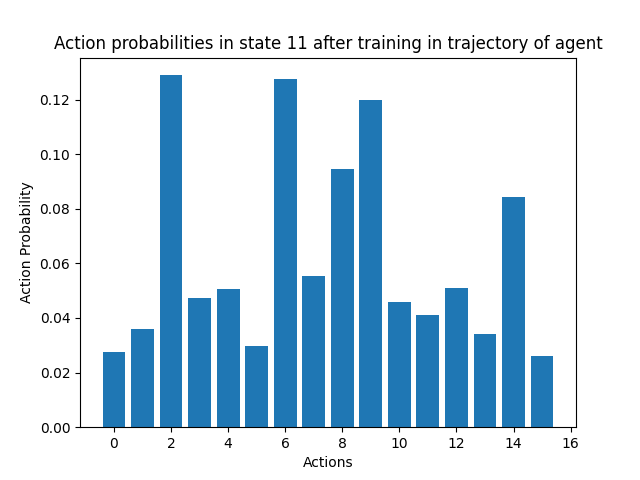 Action probabilities in state 11 after training in trajectory of agent
0.12
0.10
0.08
0.06
0.04
0.02
0.00
Action Probability
0 2 4 6 8 10 12 14 16
Actions